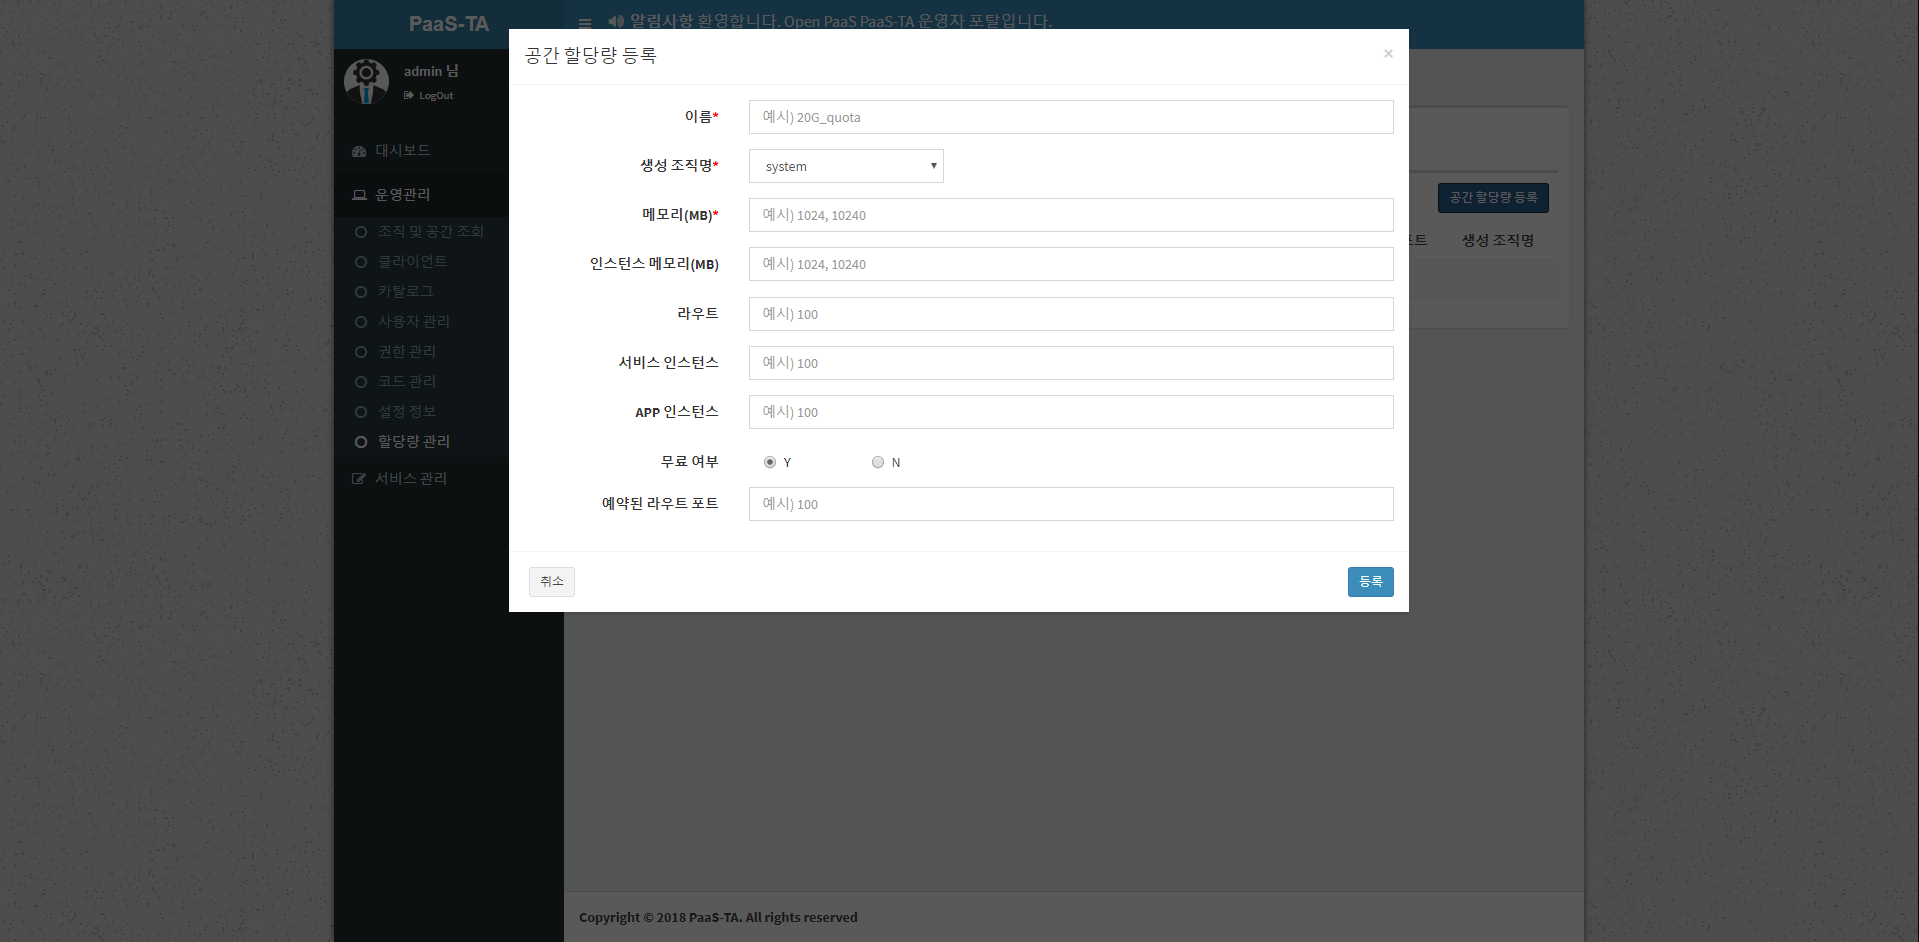 PaaS-TA
알림사항 환영합니다. Open PaaS PaaS-TA 운영자 포탈입니다.
admin 님
LogOut
대시보드
운영관리
조직 및 공간 조회
클라이언트
카탈로그
사용자 관리
권한 관리
코드 관리
설정 정보
할당량 관리
서비스 관리
공간 할당량 등록
×
이름* 예시) 20G_quota
생성 조직명* system
메모리(MB)* 예시) 1024, 10240
인스턴스 메모리(MB) 예시) 1024, 10240
라우트 예시) 100
서비스 인스턴스 예시) 100
APP 인스턴스 예시) 100
무료 여부 Y N
예약된 라우트 포트 예시) 100
취소 등록
공간 할당량 등록
포트 생성 조직명
Copyright © 2018 PaaS-TA. All rights reserved